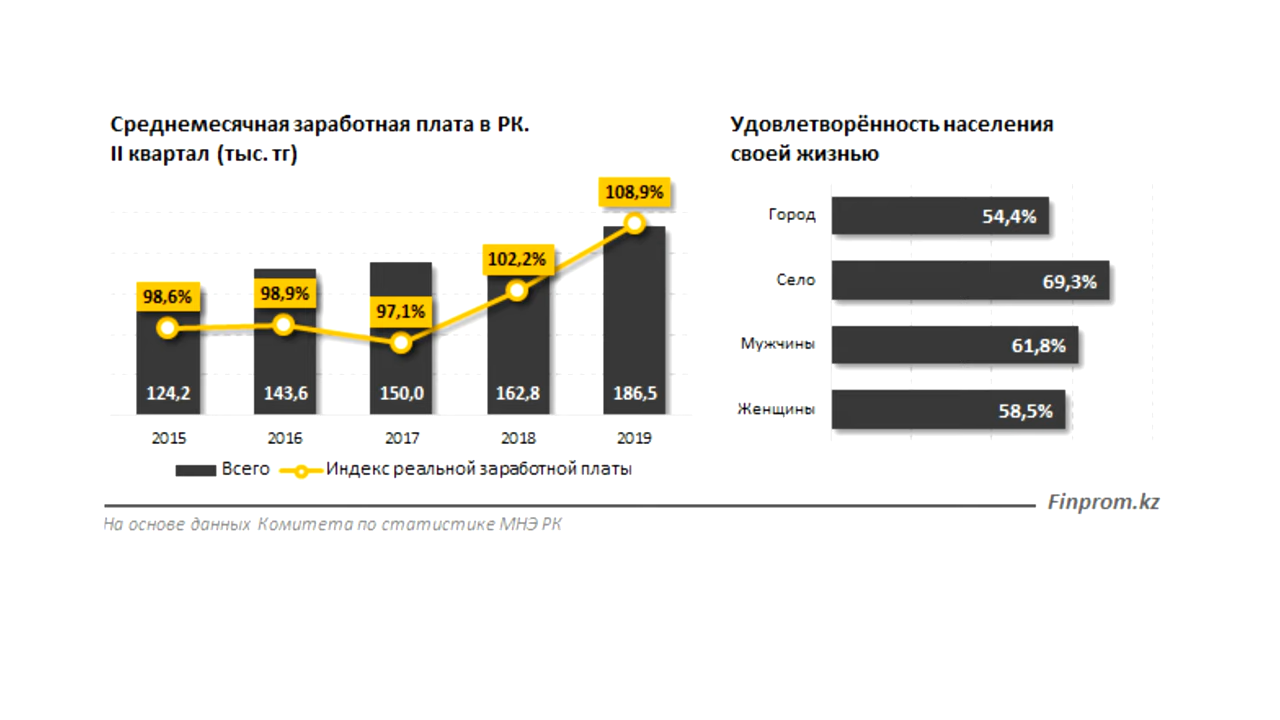 Среднемесячная заработная плата в РК.
II квартал (тыс. тг)
108,9%
102,2%
98,6%
98,9%
97,1%
124,2
143,6
150,0
162,8
186,5
2015
2016
2017
2018
2019
Всего
Индекс реальной заработной платы
Удовлетворённость населения
своей жизнью
Город
54,4%
Село
69,3%
Мужчины
61,8%
Женщины
58,5%
Finprom.kz
На основе данных Комитета по статистике МНЭ РК